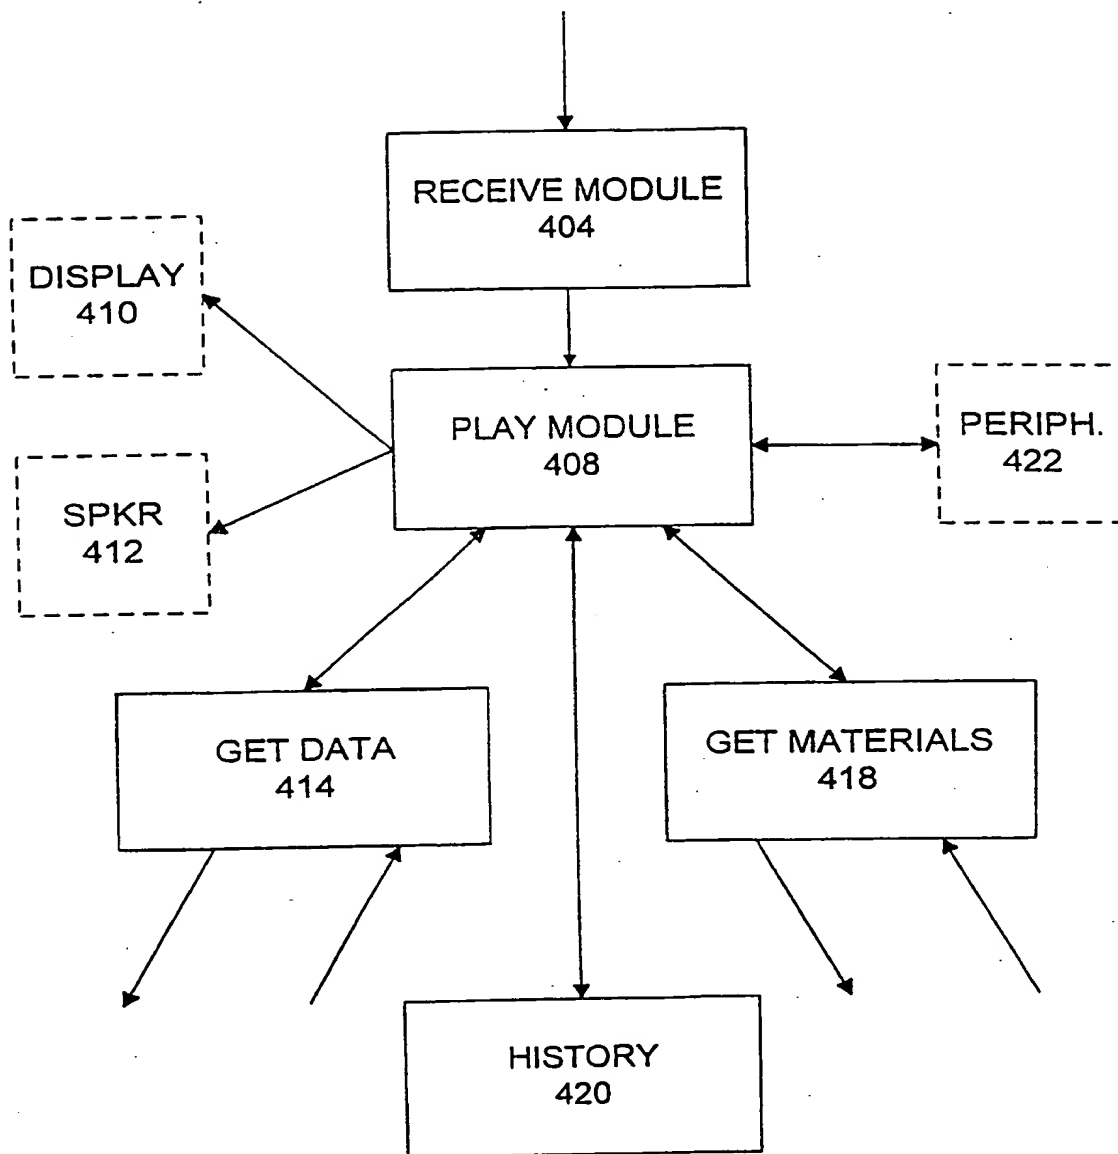 RECEIVE MODULE
404
DISPLAY
410
PLAY MODULE
408
PERIPH.
422
SPKR
412
GET DATA
414
GET MATERIALS
418
HISTORY
420